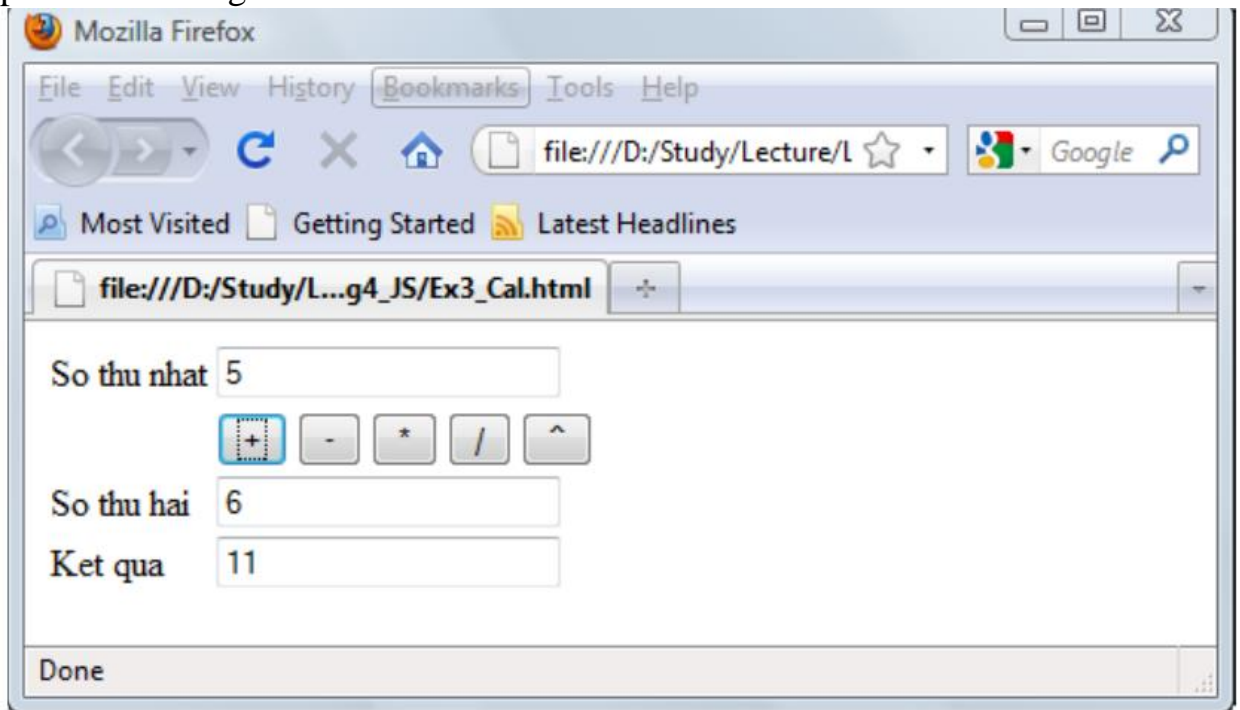 Mozilla Firefox
File Edit View History Bookmarks Tools Help
file:///D:/Study/Lecture/L Google
Most Visited Getting Started Latest Headlines
file:///D:/Study/L...g4_JS/Ex3_Cal.html
So thu nhat 5
+ - * / ^
So thu hai 6
Ket qua 11
Done